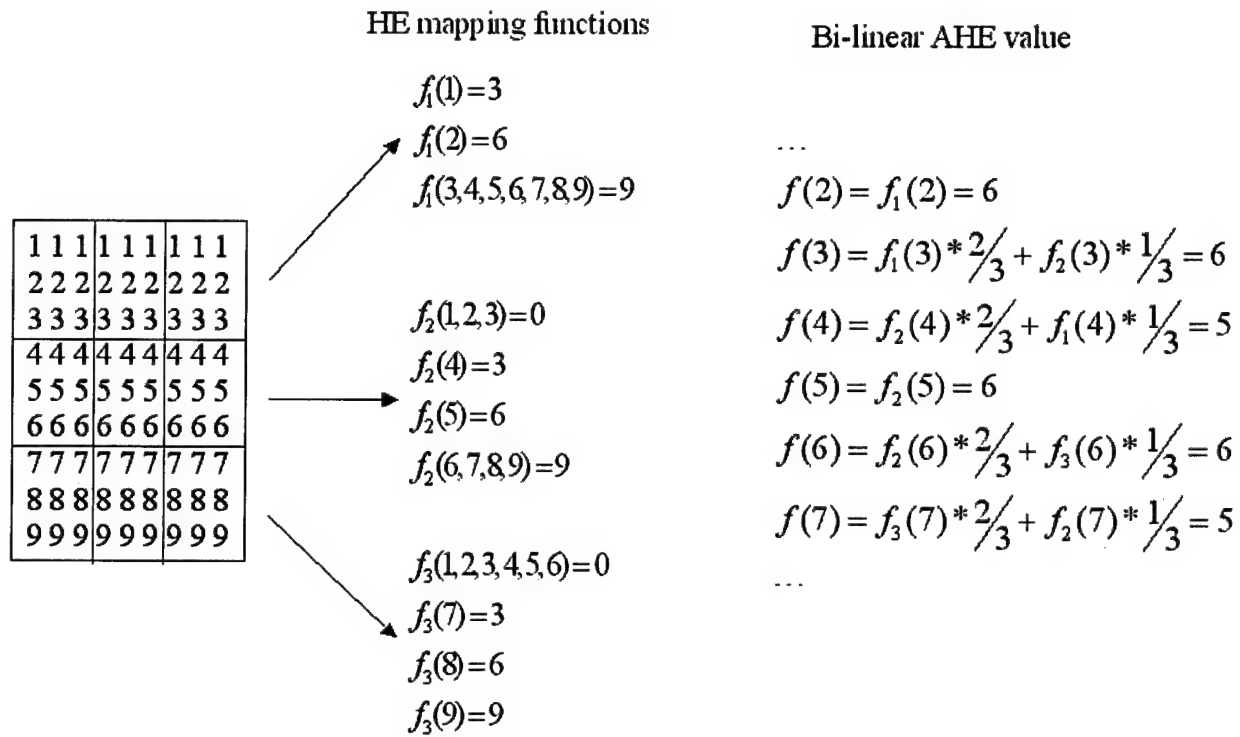 HE mapping functions
Bi-linear AHE value
1 1 1 1 1 1 1 1 1
2 2 2 2 2 2 2 2 2
3 3 3 3 3 3 3 3 3
4 4 4 4 4 4 4 4 4
5 5 5 5 5 5 5 5 5
6 6 6 6 6 6 6 6 6
7 7 7 7 7 7 7 7 7
8 8 8 8 8 8 8 8 8
9 9 9 9 9 9 9 9 9
f₁(1)=3
f₁(2)=6
f₁(3,4,5,6,7,8,9)=9
f₂(1,2,3)=0
f₂(4)=3
f₂(5)=6
f₂(6,7,8,9)=9
f₃(1,2,3,4,5,6)=0
f₃(7)=3
f₃(8)=6
f₃(9)=9
...
f(2)=f₁(2)=6
f(3)=f₁(3)*2/3+f₂(3)*1/3=6
f(4)=f₂(4)*2/3+f₁(4)*1/3=5
f(5)=f₂(5)=6
f(6)=f₂(6)*2/3+f₃(6)*1/3=6
f(7)=f₃(7)*2/3+f₂(7)*1/3=5
...